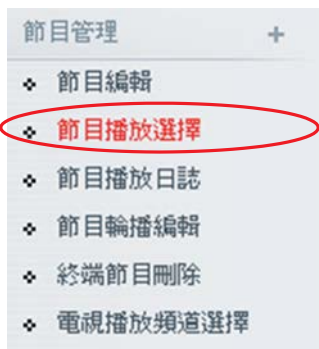 節目管理 +
節目編輯
節目播放選擇
節目播放日誌
節目輪播編輯
終端節目刪除
電視播放頻道選擇